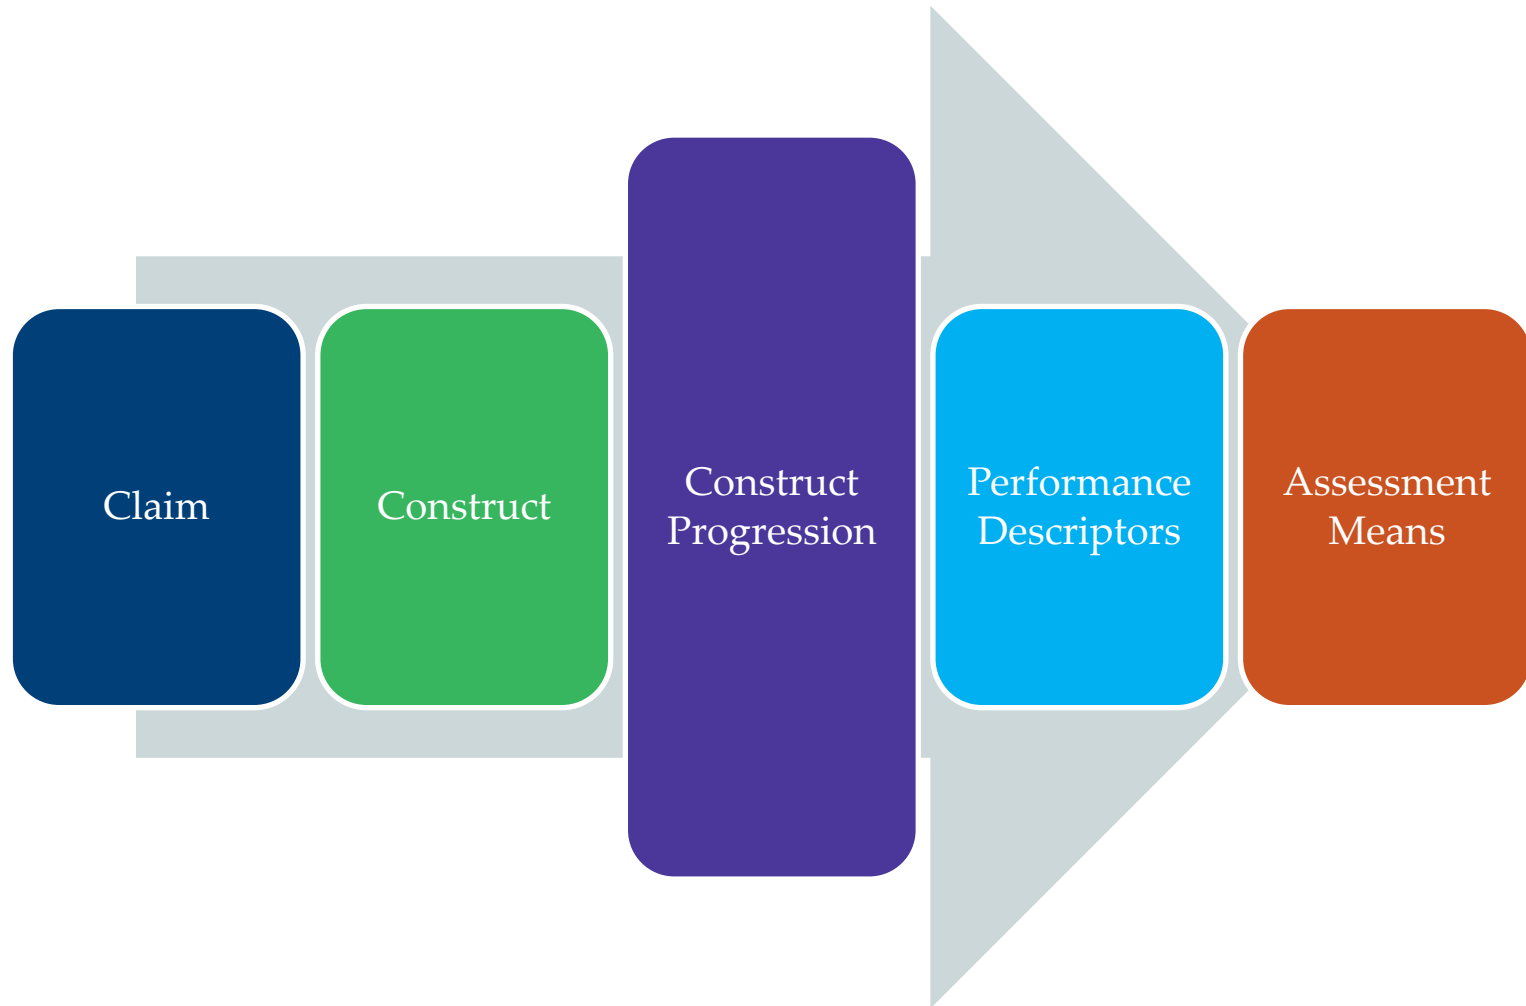 Claim
Construct
Construct
Progression
Performance
Descriptors
Assessment
Means